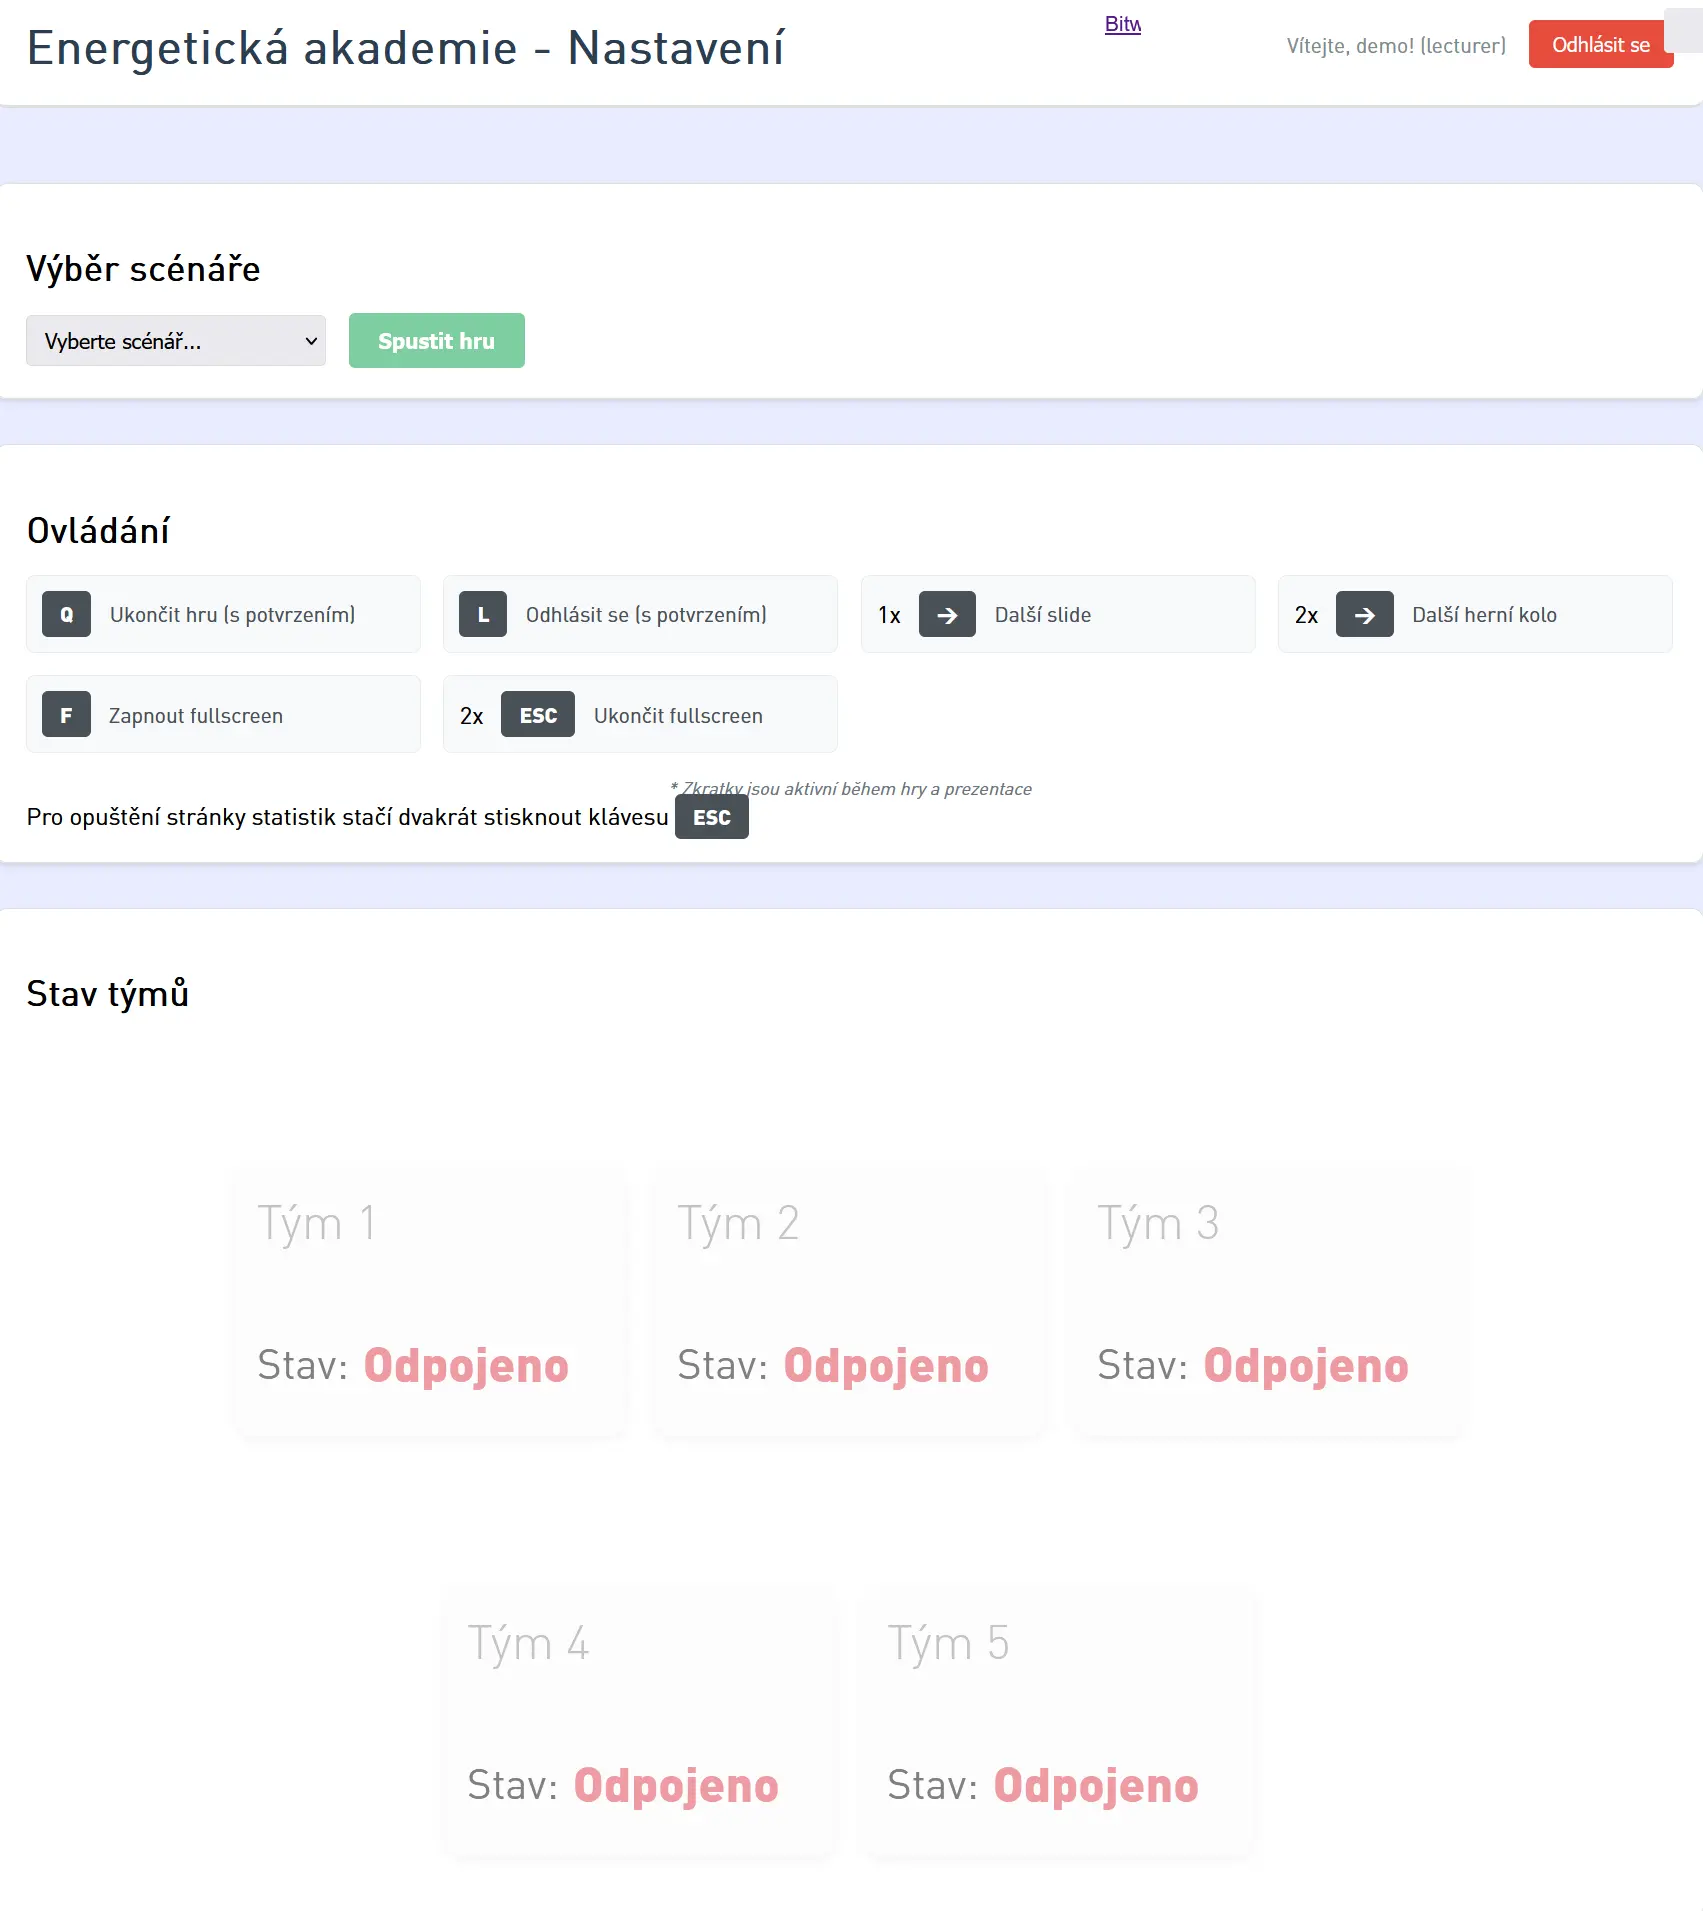 Energetická akademie - Nastavení
Bitw
Vítejte, demo! (lecturer)
Odhlásit se
Výběr scénáře
Vyberte scénář...
Spustit hru
Ovládání
Q Ukončit hru (s potvrzením)
L Odhlásit se (s potvrzením)
1x → Další slide
2x → Další herní kolo
F Zapnout fullscreen
2x ESC Ukončit fullscreen
* Zkratky jsou aktivní během hry a prezentace
Pro opuštění stránky statistik stačí dvakrát stisknout klávesu ESC
Stav týmů
Tým 1
Stav: Odpojeno
Tým 2
Stav: Odpojeno
Tým 3
Stav: Odpojeno
Tým 4
Stav: Odpojeno
Tým 5
Stav: Odpojeno